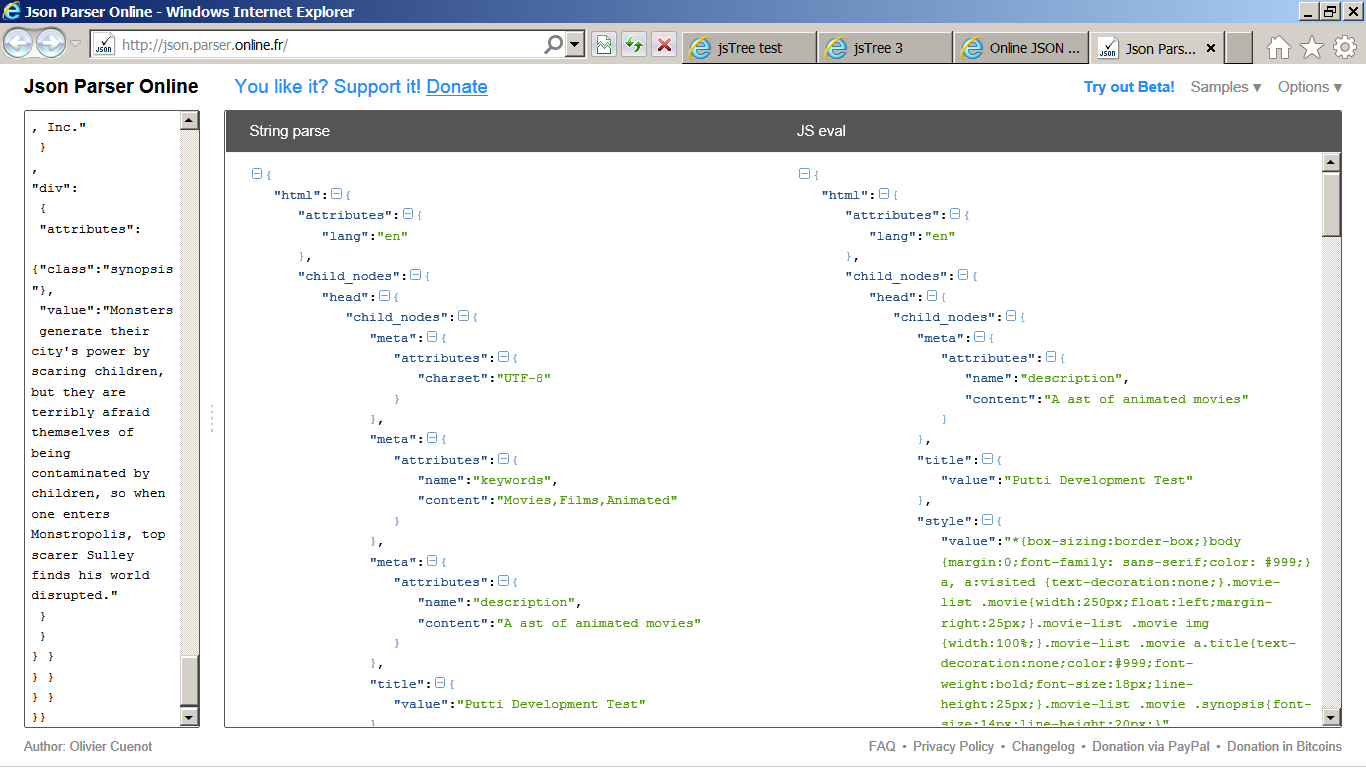 Json Parser Online - Windows Internet Explorer
http://json.parser.online.fr/
jsTree test
jsTree 3
Online JSON ...
Json Pars...
Json Parser Online
You like it? Support it! Donate
Try out Beta!
Samples ▾
Options ▾
, Inc."
}
,
"div":
{
"attributes":
{"class":"synopsis
"},
"value":"Monsters
generate their
city's power by
scaring children,
but they are
terribly afraid
themselves of
being
contaminated by
children, so when
one enters
Monstropolis, top
scarer Sulley
finds his world
disrupted."
}
}
} }
} }
} }
}}
String parse
{
"html":{
"attributes":{
"lang":"en"
},
"child_nodes":{
"head":{
"child_nodes":{
"meta":{
"attributes":{
"charset":"UTF-8"
}
},
"meta":{
"attributes":{
"name":"keywords",
"content":"Movies,Films,Animated"
}
},
"meta":{
"attributes":{
"name":"description",
"content":"A ast of animated movies"
}
},
"title":{
"value":"Putti Development Test"
}
JS eval
{
"html":{
"attributes":{
"lang":"en"
},
"child_nodes":{
"head":{
"child_nodes":{
"meta":{
"attributes":{
"name":"description",
"content":"A ast of animated movies"
}
},
"title":{
"value":"Putti Development Test"
},
"style":{
"value":"*{box-sizing:border-box;}body
{margin:0;font-family: sans-serif;color: #999;}
a, a:visited {text-decoration:none;}.movie-
list .movie{width:250px;float:left;margin-
right:25px;}.movie-list .movie img
{width:100%;}.movie-list .movie a.title{text-
decoration:none;color:#999;font-
weight:bold;font-size:18px;line-
height:25px;}.movie-list .movie .synopsis{font-
size:14px;line-height:20px;}"
Author: Olivier Cuenot
FAQ • Privacy Policy • Changelog • Donation via PayPal • Donation in Bitcoins